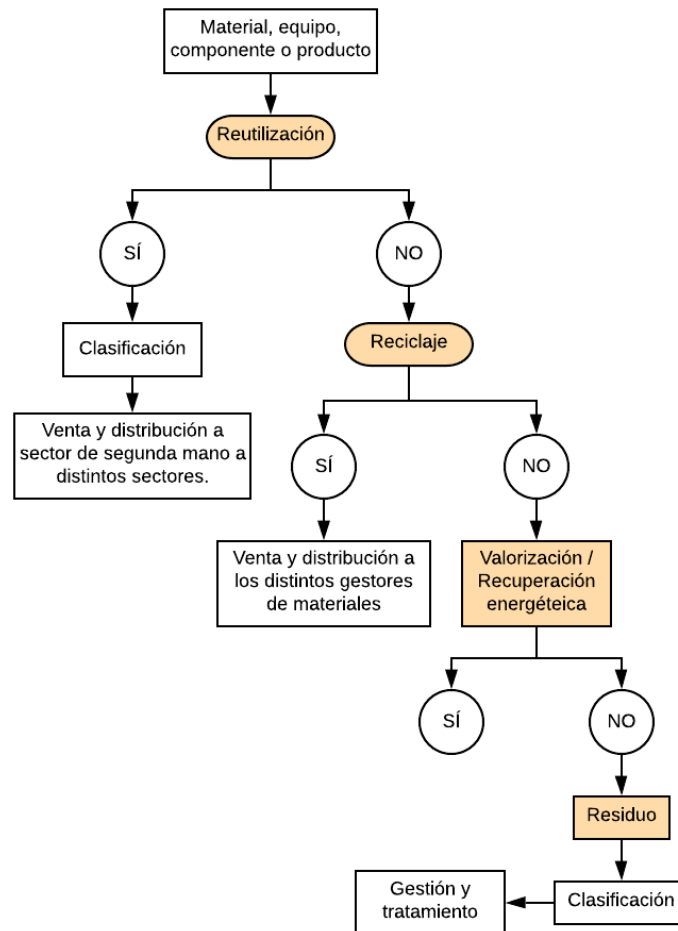 Material, equipo,
componente o producto
Reutilización
SÍ
NO
Clasificación
Reciclaje
Venta y distribución a
sector de segunda mano a
distintos sectores.
SÍ
NO
Venta y distribución a
los distintos gestores
de materiales
Valorización /
Recuperación
energéteica
SÍ
NO
Residuo
Gestión y
tratamiento
Clasificación